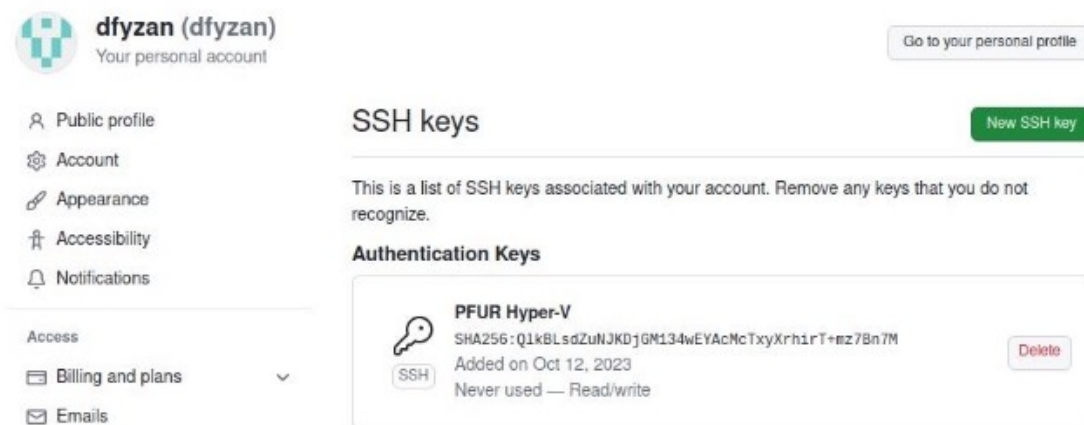 dfyzan (dfyzan)
Your personal account
Go to your personal profile
Public profile
Account
Appearance
Accessibility
Notifications
Access
Billing and plans
Emails
SSH keys
New SSH key
This is a list of SSH keys associated with your account. Remove any keys that you do not
recognize.
Authentication Keys
PFUR Hyper-V
SHA256:QlkBLsdZuNJKDjGM134wEYAcMcTxyXrhirT+mz7Bn7M
Added on Oct 12, 2023
Never used — Read/write
SSH
Delete